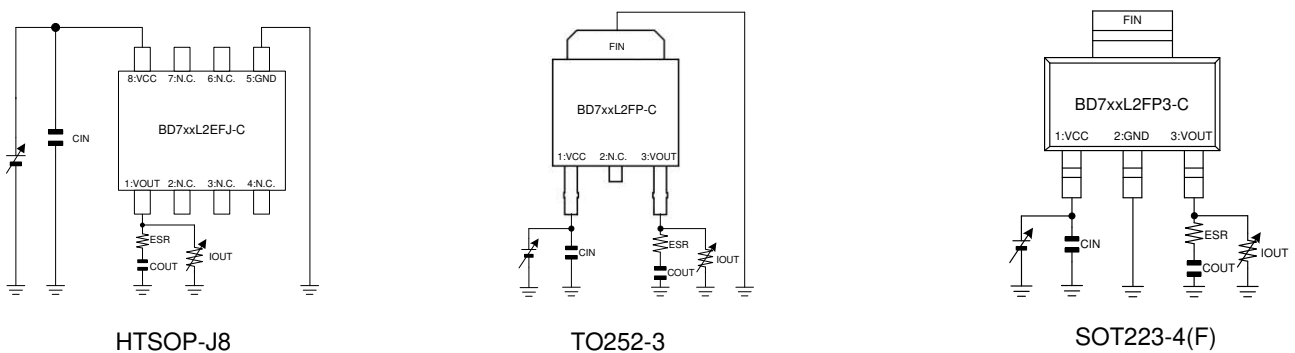 8:VCC 7:N.C. 6:N.C. 5:GND
BD7xxL2EFJ-C
1:VOUT 2:N.C. 3:N.C. 4:N.C.
CIN
ESR
COUT
IOUT
HTSOP-J8
FIN
BD7xxL2FP-C
1:VCC 2:N.C. 3:VOUT
CIN
ESR
COUT
IOUT
TO252-3
FIN
BD7xxL2FP3-C
1:VCC 2:GND 3:VOUT
CIN
ESR
COUT
IOUT
SOT223-4(F)